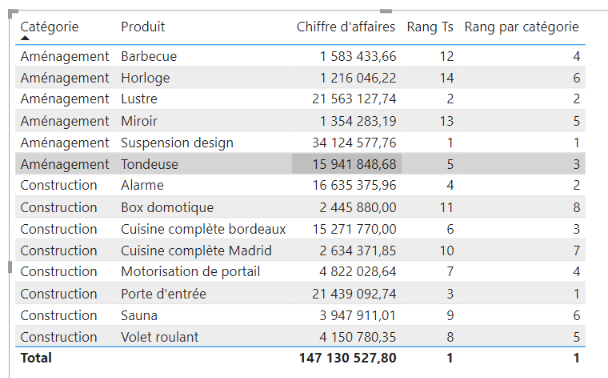 Catégorie Produit Chiffre d'affaires Rang Ts Rang par catégorie
Aménagement Barbecue 1 583 433,66 12 4
Aménagement Horloge 1 216 046,22 14 6
Aménagement Lustre 21 563 127,74 2 2
Aménagement Miroir 1 354 283,19 13 5
Aménagement Suspension design 34 124 577,76 1 1
Aménagement Tondeuse 15 941 848,68 5 3
Construction Alarme 16 635 375,96 4 2
Construction Box domotique 2 445 880,00 11 8
Construction Cuisine complète bordeaux 15 271 770,00 6 3
Construction Cuisine complète Madrid 2 634 371,85 10 7
Construction Motorisation de portail 4 822 028,64 7 4
Construction Porte d'entrée 21 439 092,74 3 1
Construction Sauna 3 947 911,01 9 6
Construction Volet roulant 4 150 780,35 8 5
Total 147 130 527,80 1 1